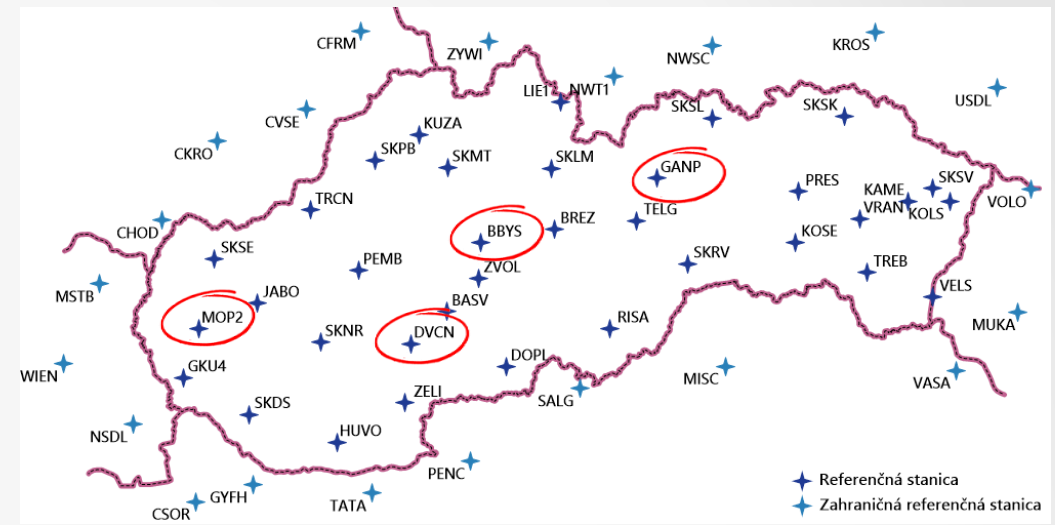 CFRM
ZYWI
KROS
NWSC
LIE1
NWT1
USDL
SKSL
SKSK
CVSE
KUZA
CKRO
SKPB
SKMT
SKLM
GANP
PRES
KAME
SKSV
VOLO
TRCN
VRAN
KOLS
CHOD
BBYS
BREZ
TELG
KOSE
SKSE
PEMB
ZVOL
SKRV
TREB
MSTB
JABO
BASV
VELS
MOP2
SKNR
DVCN
RISA
MUKA
WIEN
GKU4
DOPL
MISC
VASA
SKDS
ZELI
SALG
NSDL
HUVO
PENC
GYFH
CSOR
TATA
Referenčná stanica
Zahraničná referenčná stanica